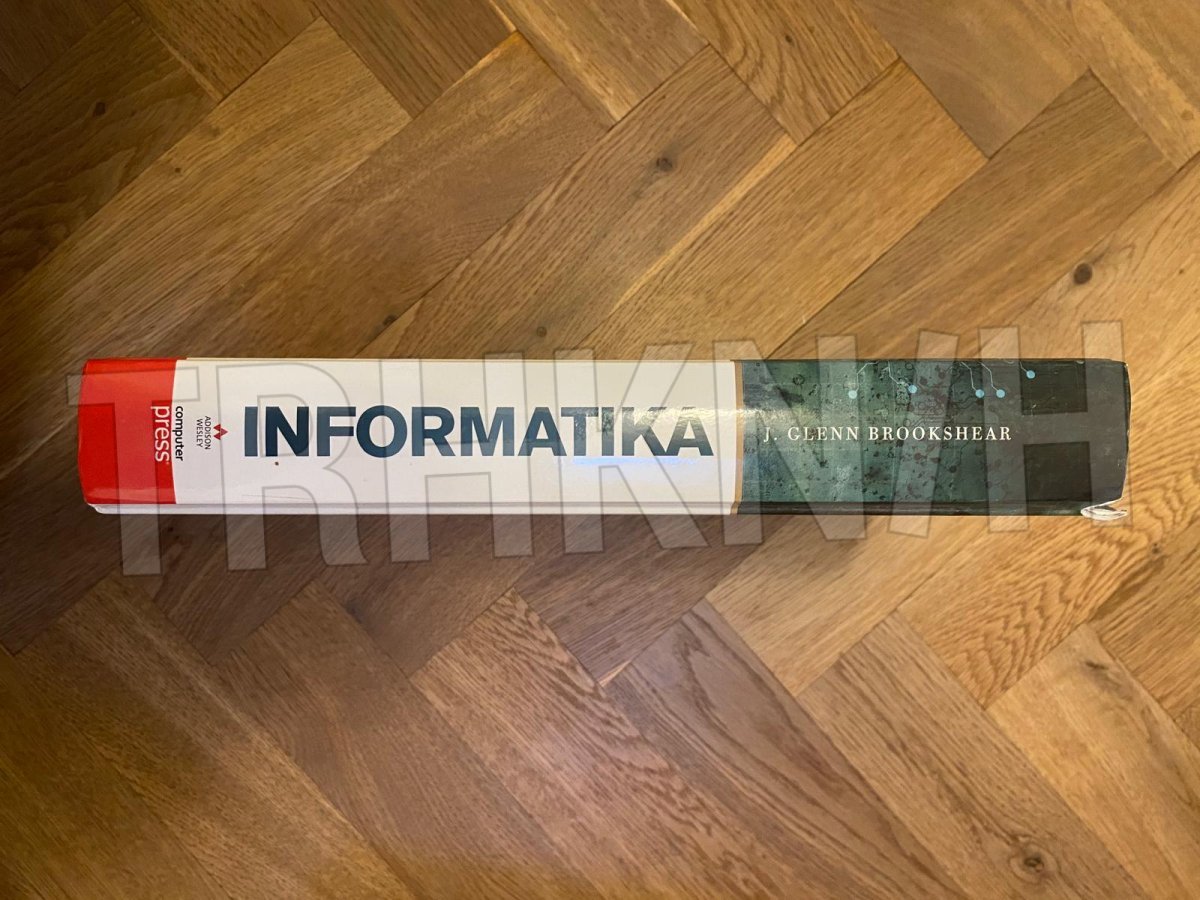 computer
press
ADDISON
WESLEY
INFORMATIKA
J. GLENN BROOKSHEAR
TRHKNIH